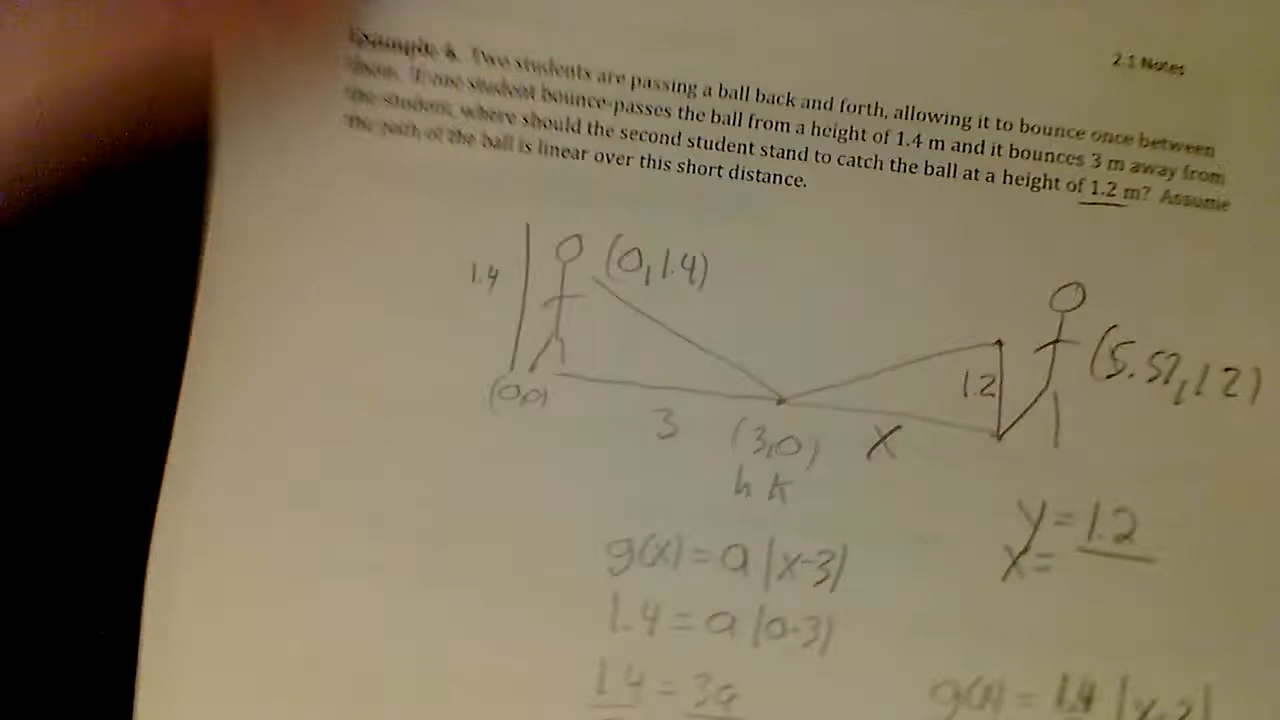 2.1 Notes
Example 8. Two students are passing a ball back and forth, allowing it to bounce once between
them. If one student bounce-passes the ball from a height of 1.4 m and it bounces 3 m away from
the student, where should the second student stand to catch the ball at a height of 1.2 m? Assume
the path of the ball is linear over this short distance.
1.4
(0,1.4)
(0,0)
3
(3,0)
h k
x
1.2
(5.57,1.2)
y=1.2
x=
g(x)=a|x-3|
1.4=a|0-3|
1.4=3a
g(x)=1.4|x-3|